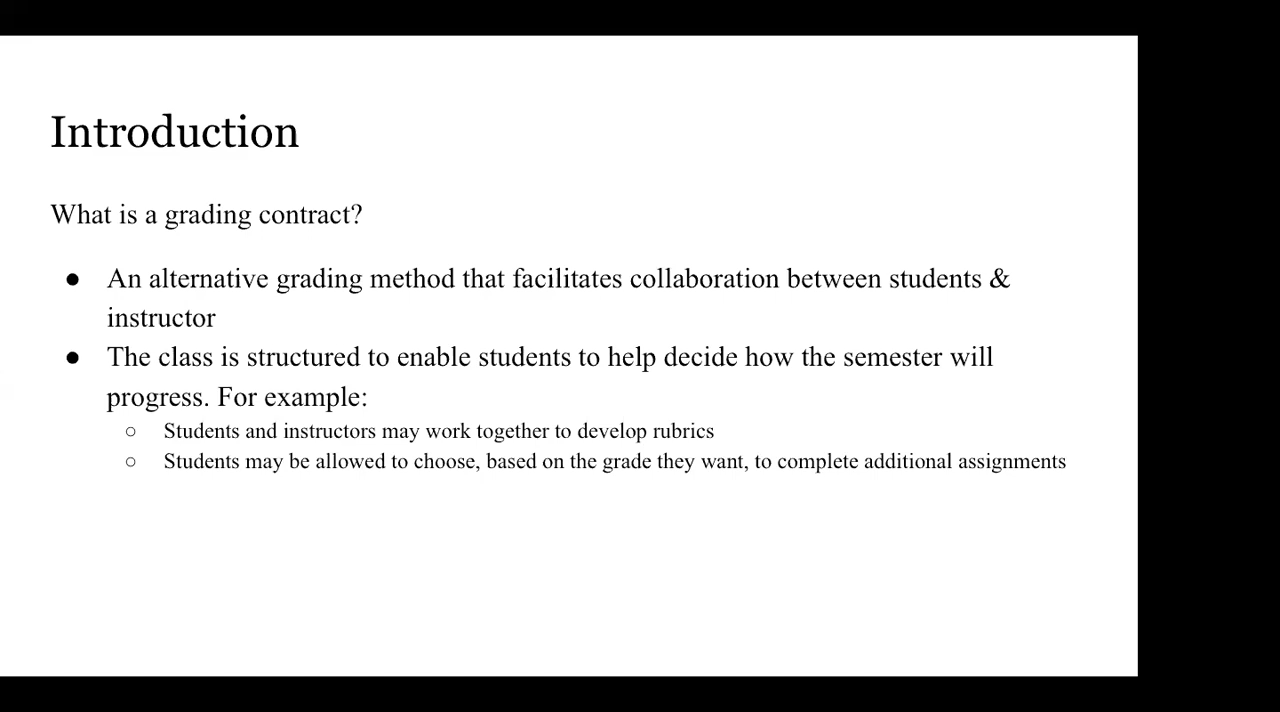 Introduction
What is a grading contract?
● An alternative grading method that facilitates collaboration between students &
instructor
● The class is structured to enable students to help decide how the semester will
progress. For example:
○ Students and instructors may work together to develop rubrics
○ Students may be allowed to choose, based on the grade they want, to complete additional assignments